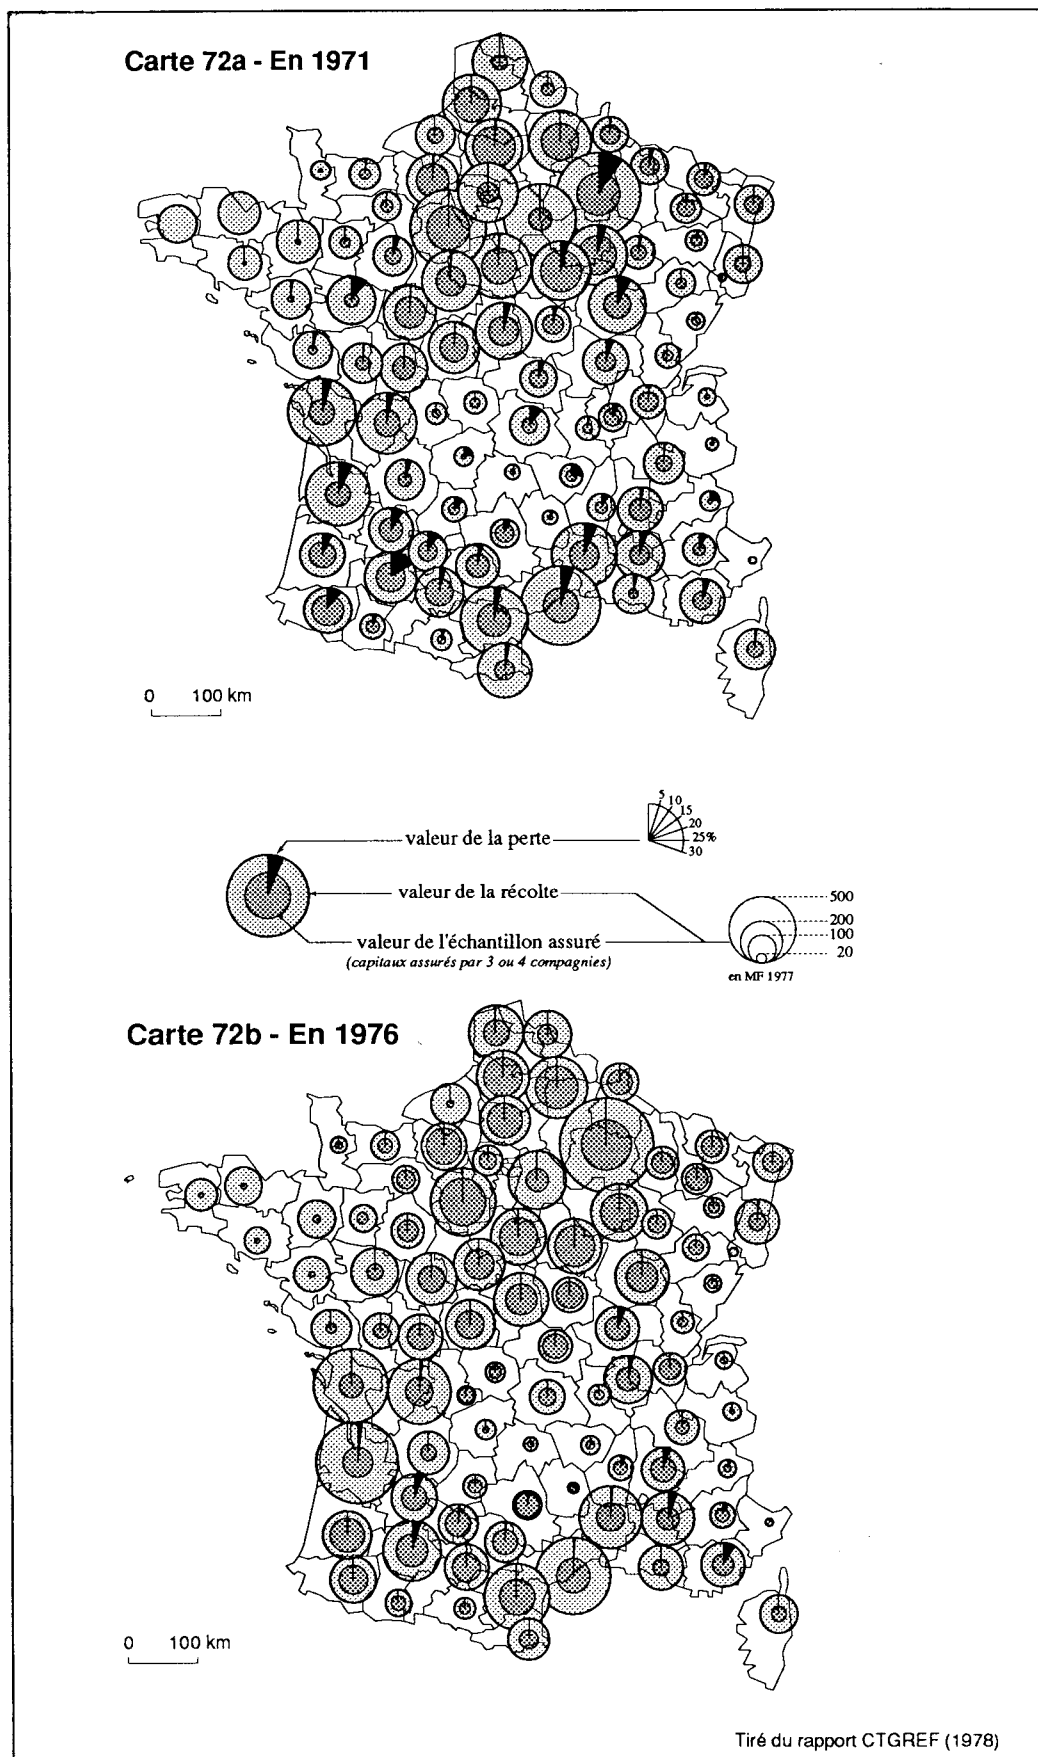 Carte 72a - En 1971
0 100 km
5
10
15
20
25%
30
valeur de la perte
valeur de la récolte
valeur de l'échantillon assuré
(capitaux assurés par 3 ou 4 compagnies)
500
200
100
20
en MF 1977
Carte 72b - En 1976
0 100 km
Tiré du rapport CTGREF (1978)